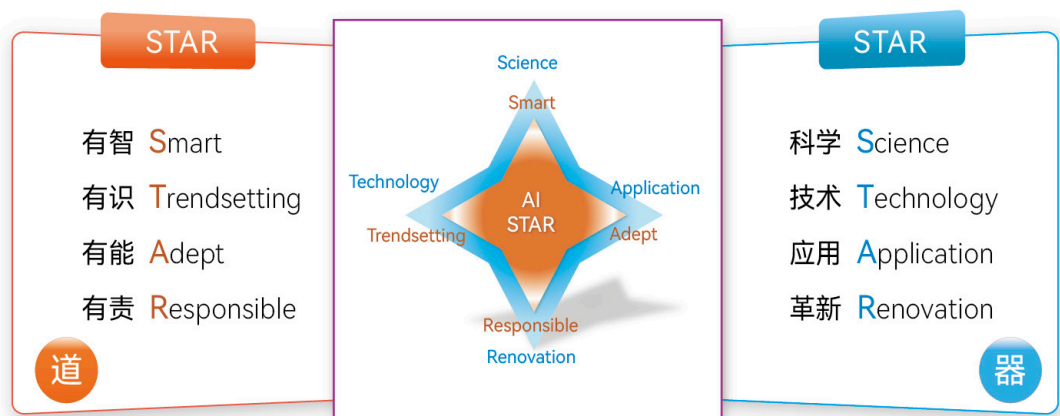 STAR
有智 Smart
有识 Trendsetting
有能 Adept
有责 Responsible
道
Science
Smart
Technology
Application
AI
STAR
Trendsetting
Adept
Responsible
Renovation
STAR
科学 Science
技术 Technology
应用 Application
革新 Renovation
器